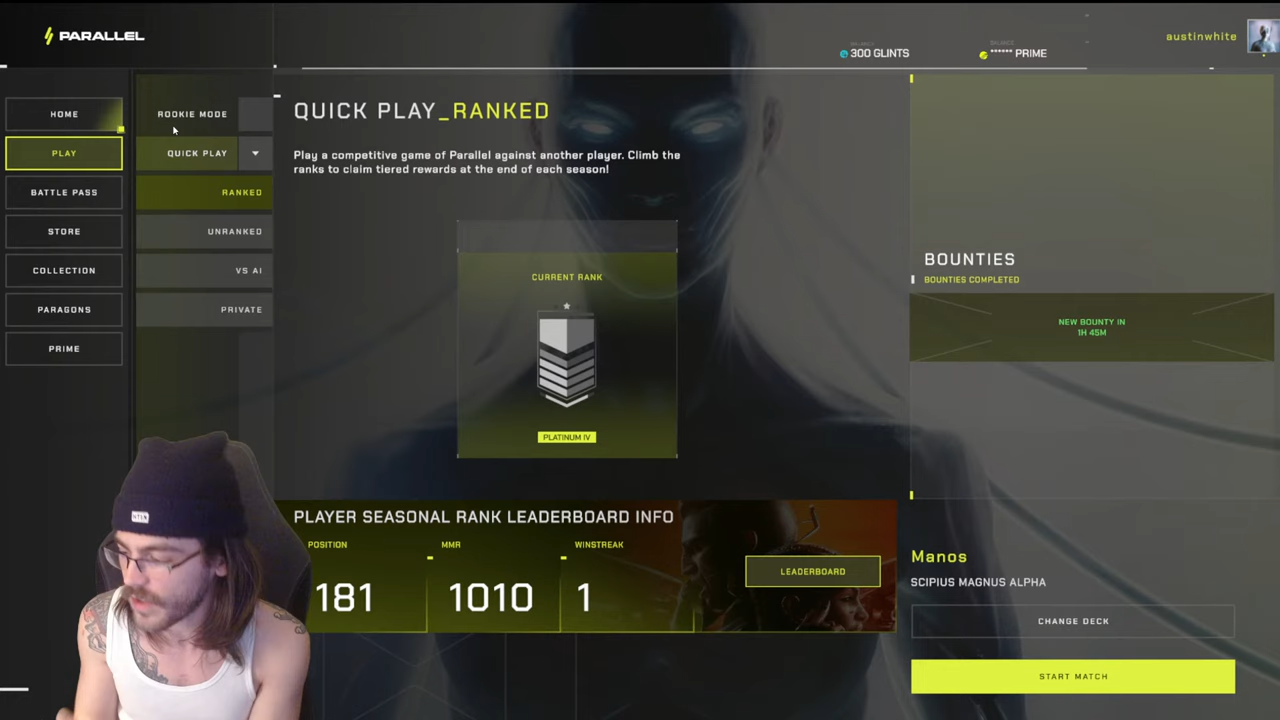 PARALLEL
300 GLINTS
BALANCE
****** PRIME
austinwhite
HOME
PLAY
BATTLE PASS
STORE
COLLECTION
PARAGONS
PRIME
ROOKIE MODE
QUICK PLAY
RANKED
UNRANKED
VS AI
PRIVATE
QUICK PLAY_RANKED
Play a competitive game of Parallel against another player. Climb the
ranks to claim tiered rewards at the end of each season!
CURRENT RANK
PLATINUM IV
PLAYER SEASONAL RANK LEADERBOARD INFO
POSITION
MMR
WINSTREAK
181
1010
1
LEADERBOARD
BOUNTIES
BOUNTIES COMPLETED
NEW BOUNTY IN
1H 45M
Manos
SCIPIUS MAGNUS ALPHA
CHANGE DECK
START MATCH